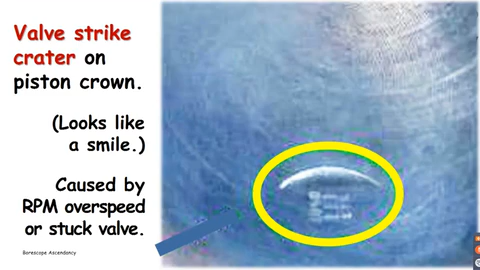 Valve strike
crater on
piston crown.
(Looks like
a smile.)
Caused by
RPM overspeed
or stuck valve.
Borescope Ascendancy